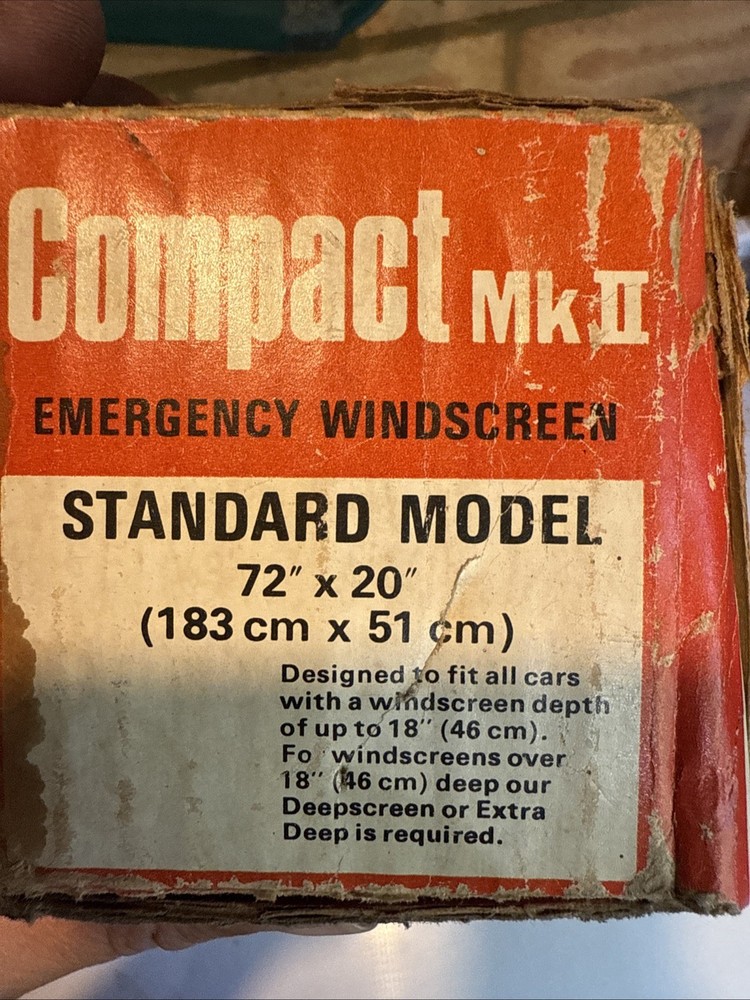 Compact Mk II
EMERGENCY WINDSCREEN
STANDARD MODEL
72" x 20"
(183 cm x 51 cm)
Designed to fit all cars
with a windscreen depth
of up to 18" (46 cm).
Fo windscreens over
18" (46 cm) deep our
Deepscreen or Extra
Deep is required.